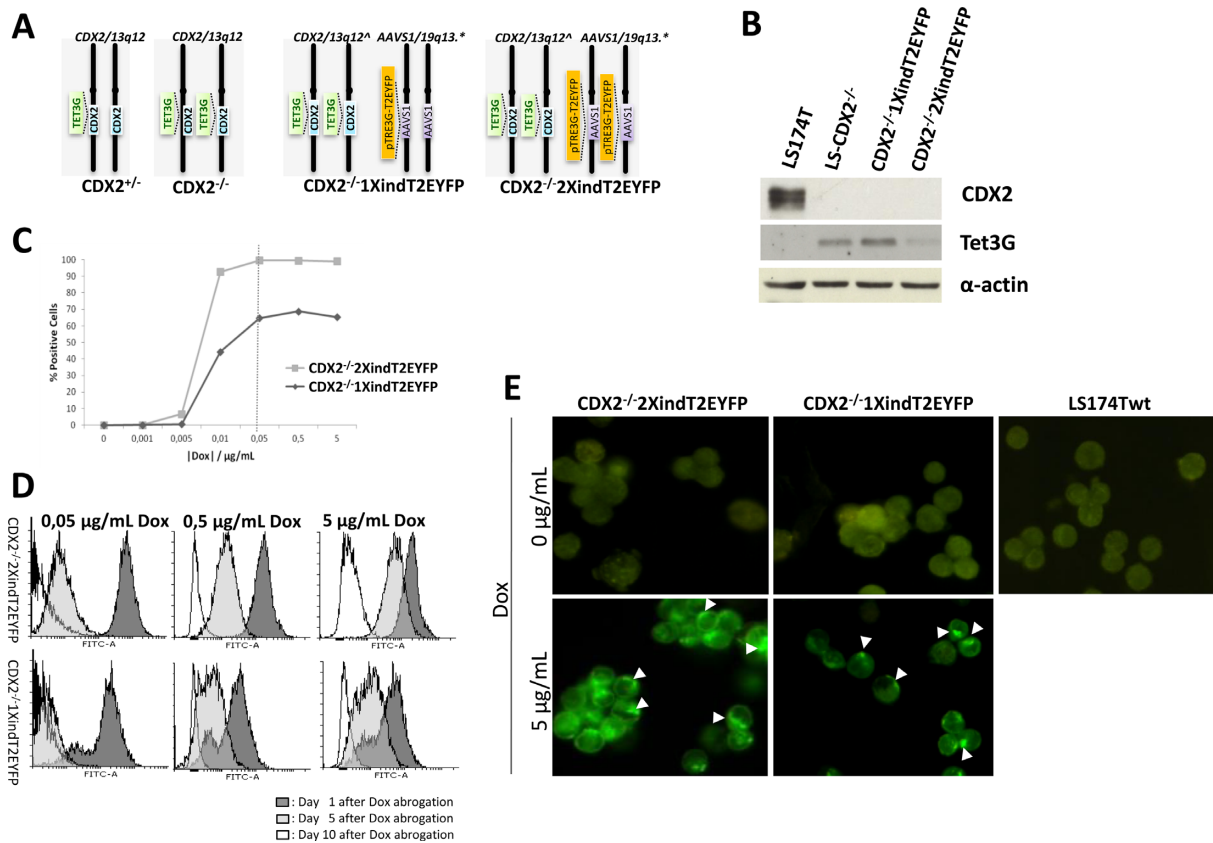 A
CDX2/13q12
CDX2/13q12
CDX2/13q12^ AAVS1/19q13.*
CDX2/13q12^ AAVS1/19q13.*
TET3G
CDX2
CDX2
TET3G
CDX2
TET3G
CDX2
TET3G
CDX2
TET3G
CDX2
pTRE3G-T2EYFP
AAVS1
AAVS1
TET3G
CDX2
TET3G
CDX2
pTRE3G-T2EYFP
AAVS1
pTRE3G-T2EYFP
AAVS1
CDX2+/-
CDX2-/-
CDX2-/-1XindT2EYFP
CDX2-/-2XindT2EYFP
B
LS174T
LS-CDX2-/-
CDX2-/-1XindT2EYFP
CDX2-/-2XindT2EYFP
CDX2
Tet3G
α-actin
C
% Positive Cells
100
90
80
70
60
50
40
30
20
10
0
0 0,001 0,005 0,01 0,05 0,5 5
|Dox| / µg/mL
CDX2-/-2XindT2EYFP
CDX2-/-1XindT2EYFP
D
0,05 µg/mL Dox 0,5 µg/mL Dox 5 µg/mL Dox
CDX2-/-2XindT2EYFP
FITC-A FITC-A FITC-A
CDX2-/-1XindT2EYFP
FITC-A FITC-A FITC-A
: Day 1 after Dox abrogation
: Day 5 after Dox abrogation
: Day 10 after Dox abrogation
E
CDX2-/-2XindT2EYFP CDX2-/-1XindT2EYFP LS174Twt
Dox
0 µg/mL
5 µg/mL